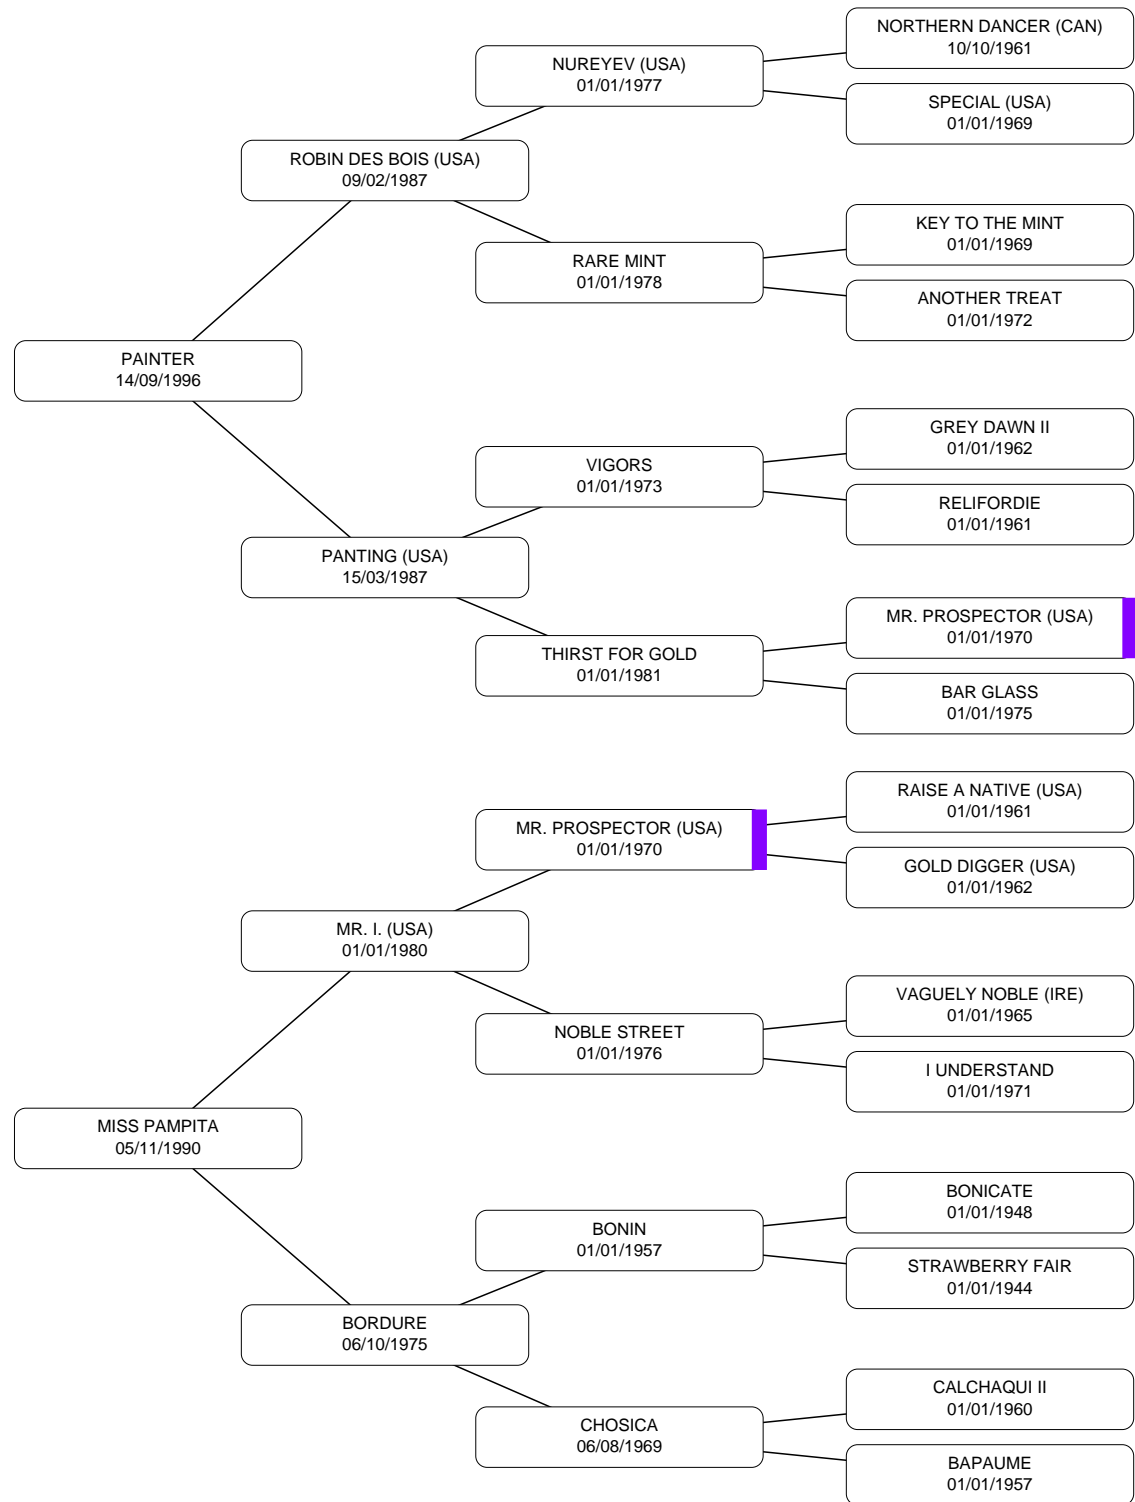 NORTHERN DANCER (CAN)
10/10/1961
NUREYEV (USA)
01/01/1977
SPECIAL (USA)
01/01/1969
ROBIN DES BOIS (USA)
09/02/1987
KEY TO THE MINT
01/01/1969
RARE MINT
01/01/1978
ANOTHER TREAT
01/01/1972
PAINTER
14/09/1996
GREY DAWN II
01/01/1962
VIGORS
01/01/1973
RELIFORDIE
01/01/1961
PANTING (USA)
15/03/1987
MR. PROSPECTOR (USA)
01/01/1970
THIRST FOR GOLD
01/01/1981
BAR GLASS
01/01/1975
RAISE A NATIVE (USA)
01/01/1961
MR. PROSPECTOR (USA)
01/01/1970
GOLD DIGGER (USA)
01/01/1962
MR. I. (USA)
01/01/1980
VAGUELY NOBLE (IRE)
01/01/1965
NOBLE STREET
01/01/1976
I UNDERSTAND
01/01/1971
MISS PAMPITA
05/11/1990
BONICATE
01/01/1948
BONIN
01/01/1957
STRAWBERRY FAIR
01/01/1944
BORDURE
06/10/1975
CALCHAQUI II
01/01/1960
CHOSICA
06/08/1969
BAPAUME
01/01/1957